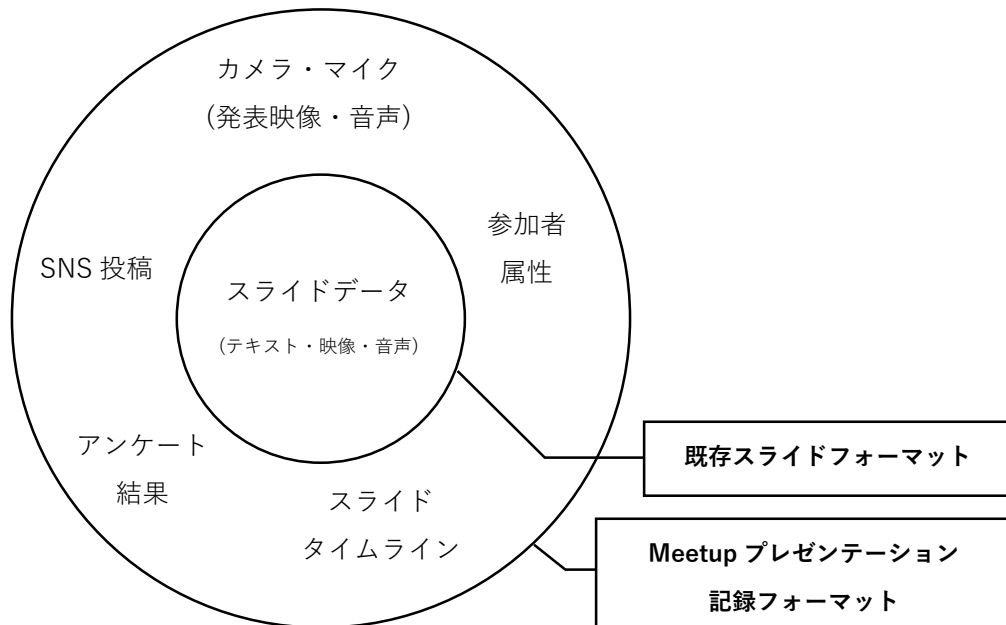 カメラ・マイク
(発表映像・音声)
参加者
属性
SNS 投稿
スライドデータ
(テキスト・映像・音声)
アンケート
結果
スライド
タイムライン
既存スライドフォーマット
Meetup プレゼンテーション
記録フォーマット